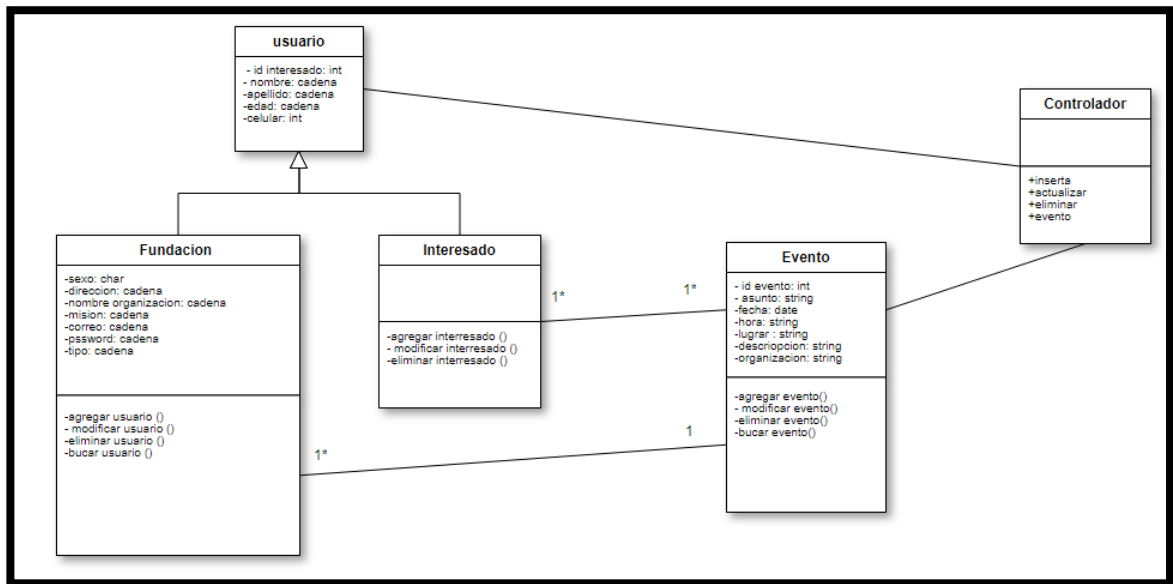 usuario
- id interesado: int
- nombre: cadena
-apellido: cadena
-edad: cadena
-celular: int
Controlador
+inserta
+actualizar
+eliminar
+evento
Fundacion
-sexo: char
-direccion: cadena
-nombre organizacion: cadena
-mision: cadena
-correo: cadena
-pssword: cadena
-tipo: cadena
-agregar usuario ()
- modificar usuario ()
-eliminar usuario ()
-bucar usuario ()
Interesado
-agregar interresado ()
- modificar interresado ()
-eliminar interresado ()
1*
1*
Evento
- id evento: int
- asunto: string
-fecha: date
-hora: string
-lugrar : string
-descriopcion: string
-organizacion: string
-agregar evento()
- modificar evento()
-eliminar evento()
-bucar evento()
1*
1